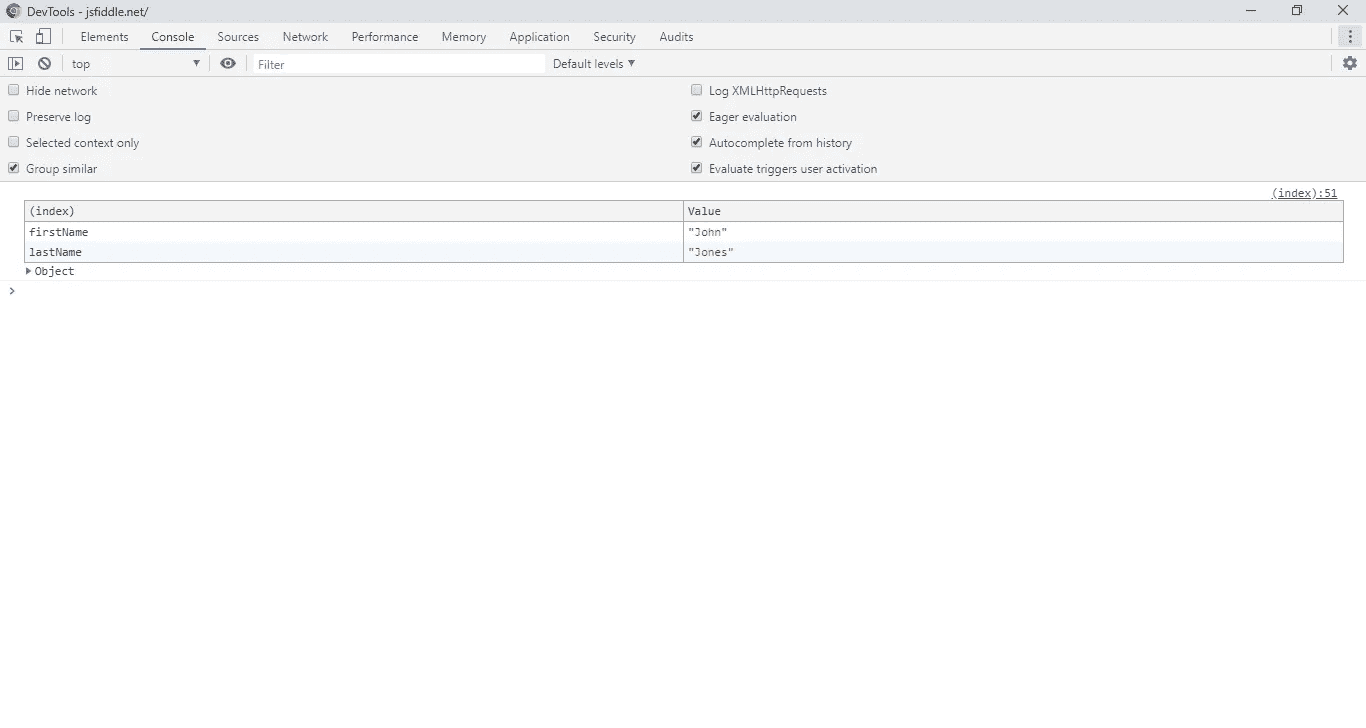 DevTools - jsfiddle.net/
Elements Console Sources Network Performance Memory Application Security Audits
top Filter Default levels
Hide network Log XMLHttpRequests
Preserve log Eager evaluation
Selected context only Autocomplete from history
Group similar Evaluate triggers user activation
(index):51
(index) Value
firstName "John"
lastName "Jones"
Object